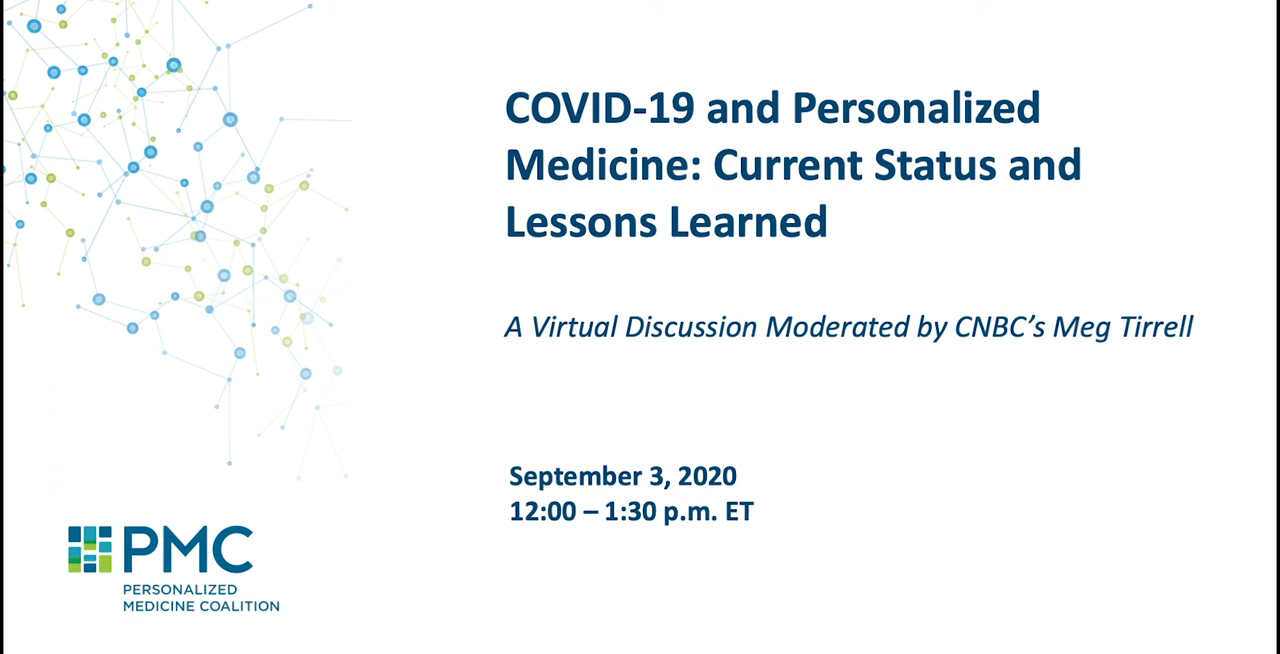 COVID-19 and Personalized
Medicine: Current Status and
Lessons Learned
A Virtual Discussion Moderated by CNBC’s Meg Tirrell
September 3, 2020
12:00 – 1:30 p.m. ET
PMC
PERSONALIZED
MEDICINE COALITION